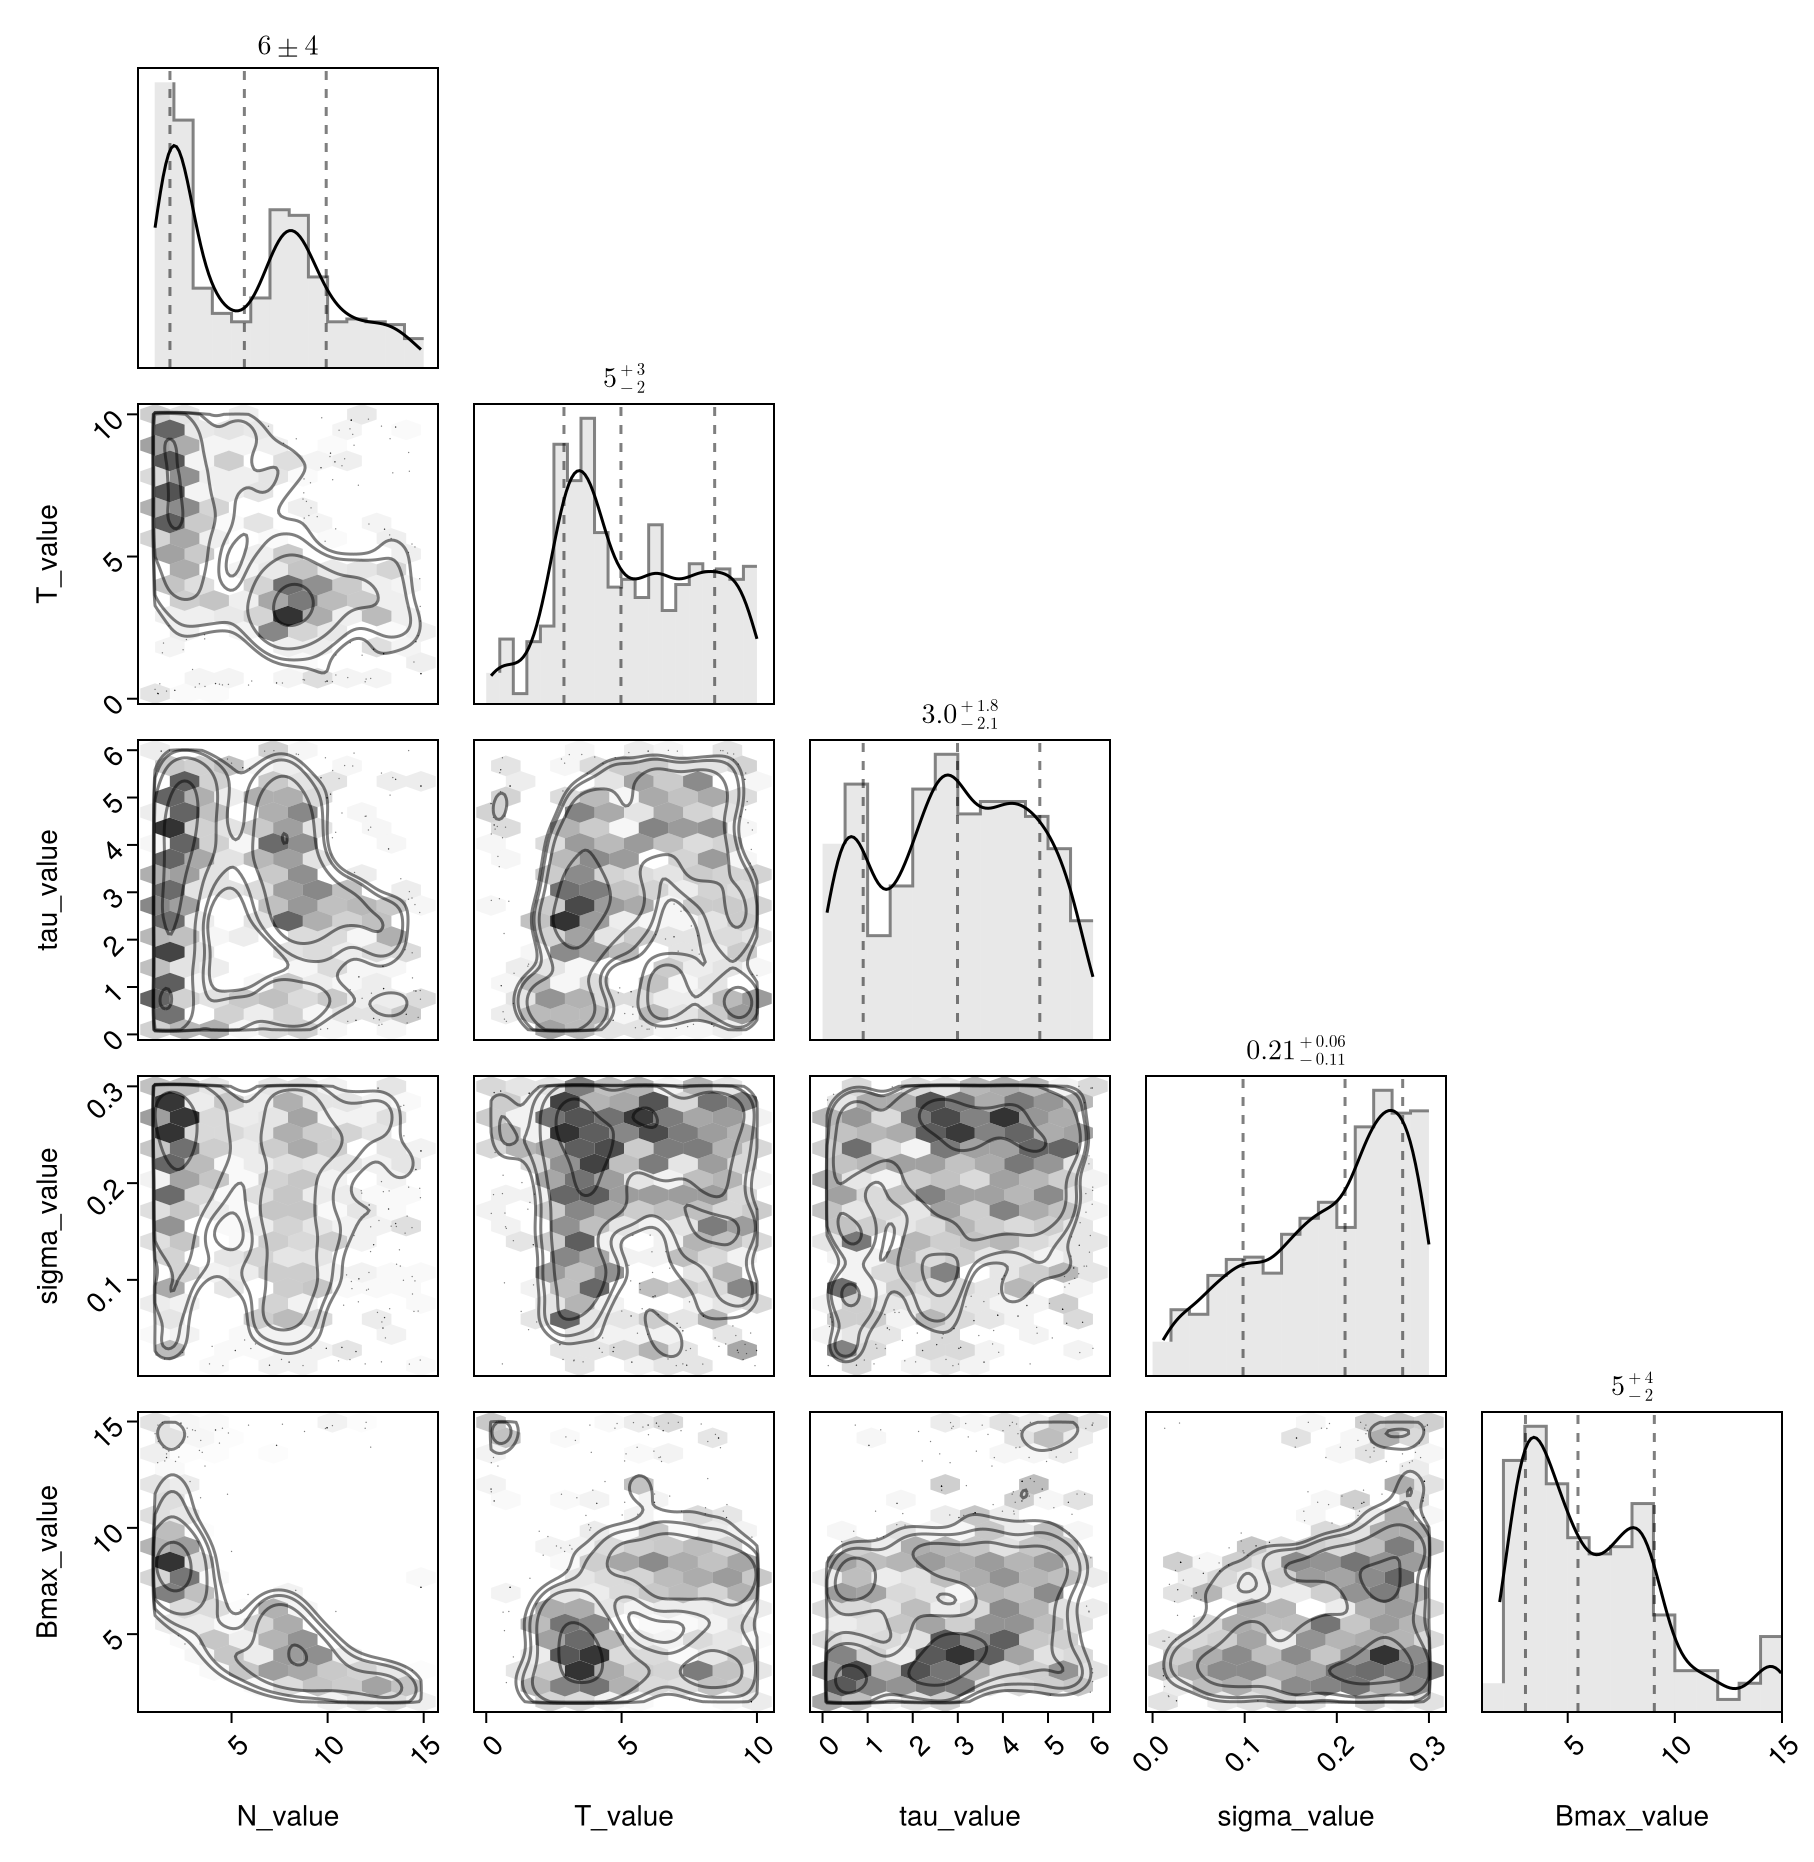 6 ± 4
10
5
0
T_value
5 +3 −2
6
5
4
3
2
1
0
tau_value
3.0 +1.8 −2.1
0.3
0.2
0.1
sigma_value
0.21 +0.06 −0.11
15
10
5
Bmax_value
5 +4 −2
5 10 15
0 5 10
0 1 2 3 4 5 6
0.0 0.1 0.2 0.3
5 10 15
N_value
T_value
tau_value
sigma_value
Bmax_value